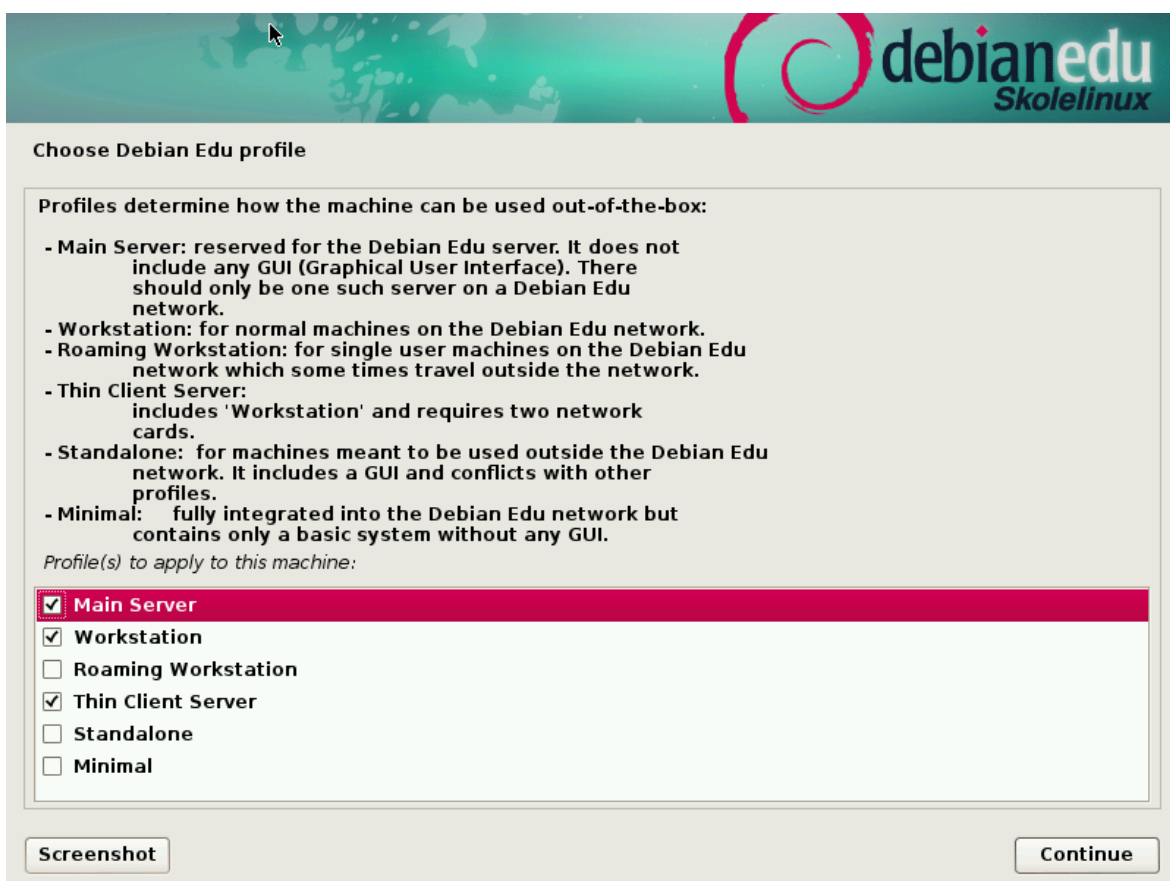 debianedu
Skolelinux
Choose Debian Edu profile
Profiles determine how the machine can be used out-of-the-box:
- Main Server: reserved for the Debian Edu server. It does not
include any GUI (Graphical User Interface). There
should only be one such server on a Debian Edu
network.
- Workstation: for normal machines on the Debian Edu network.
- Roaming Workstation: for single user machines on the Debian Edu
network which some times travel outside the network.
- Thin Client Server:
includes 'Workstation' and requires two network
cards.
- Standalone: for machines meant to be used outside the Debian Edu
network. It includes a GUI and conflicts with other
profiles.
- Minimal: fully integrated into the Debian Edu network but
contains only a basic system without any GUI.
Profile(s) to apply to this machine:
Main Server
Workstation
Roaming Workstation
Thin Client Server
Standalone
Minimal
Screenshot
Continue